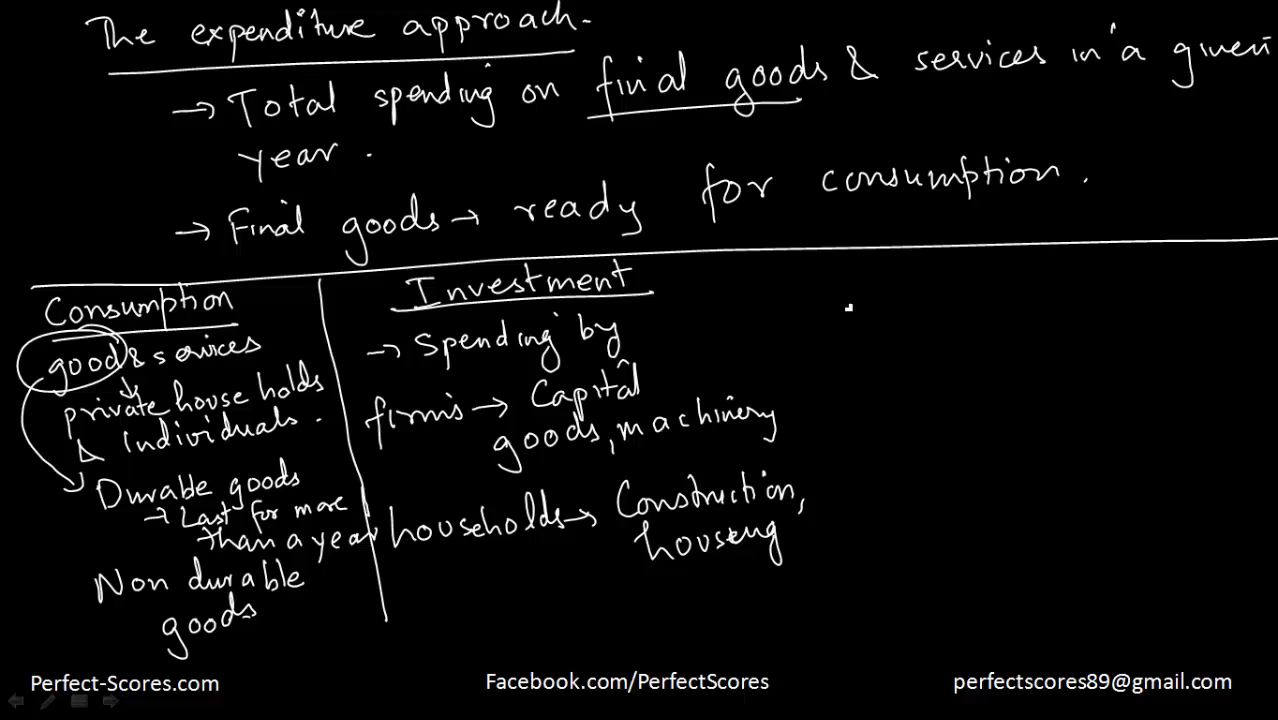 The expenditure approach.
→ Total spending on final goods & services in a given
year.
→ Final goods → ready for consumption.
Consumption
goods & services
private house holds
& individuals.
Durable goods
→ Last for more
than a year
Non durable
goods
Investment
→ Spending by
firms → Capital
goods, machinery
households → Construction,
housing
Perfect-Scores.com
Facebook.com/PerfectScores
perfectscores89@gmail.com